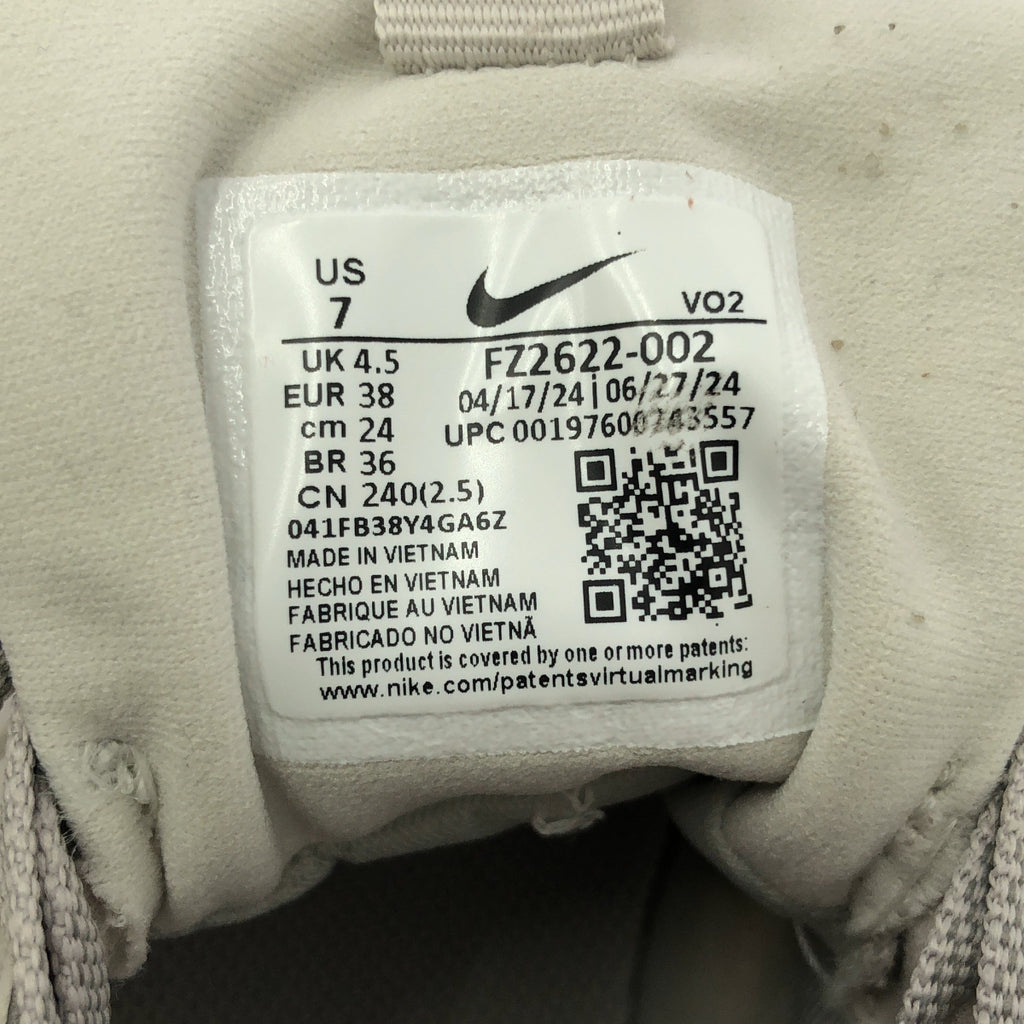 US
7
VO2
UK 4.5
EUR 38
cm 24
BR 36
CN 240(2.5)
FZ2622-002
04/17/24 | 06/27/24
UPC
041FB38Y4GA6Z
MADE IN VIETNAM
HECHO EN VIETNAM
FABRIQUE AU VIETNAM
FABRICADO NO VIETNÃ
This product is covered by one or more patents:
www.nike.com/patentsvirtualmarking